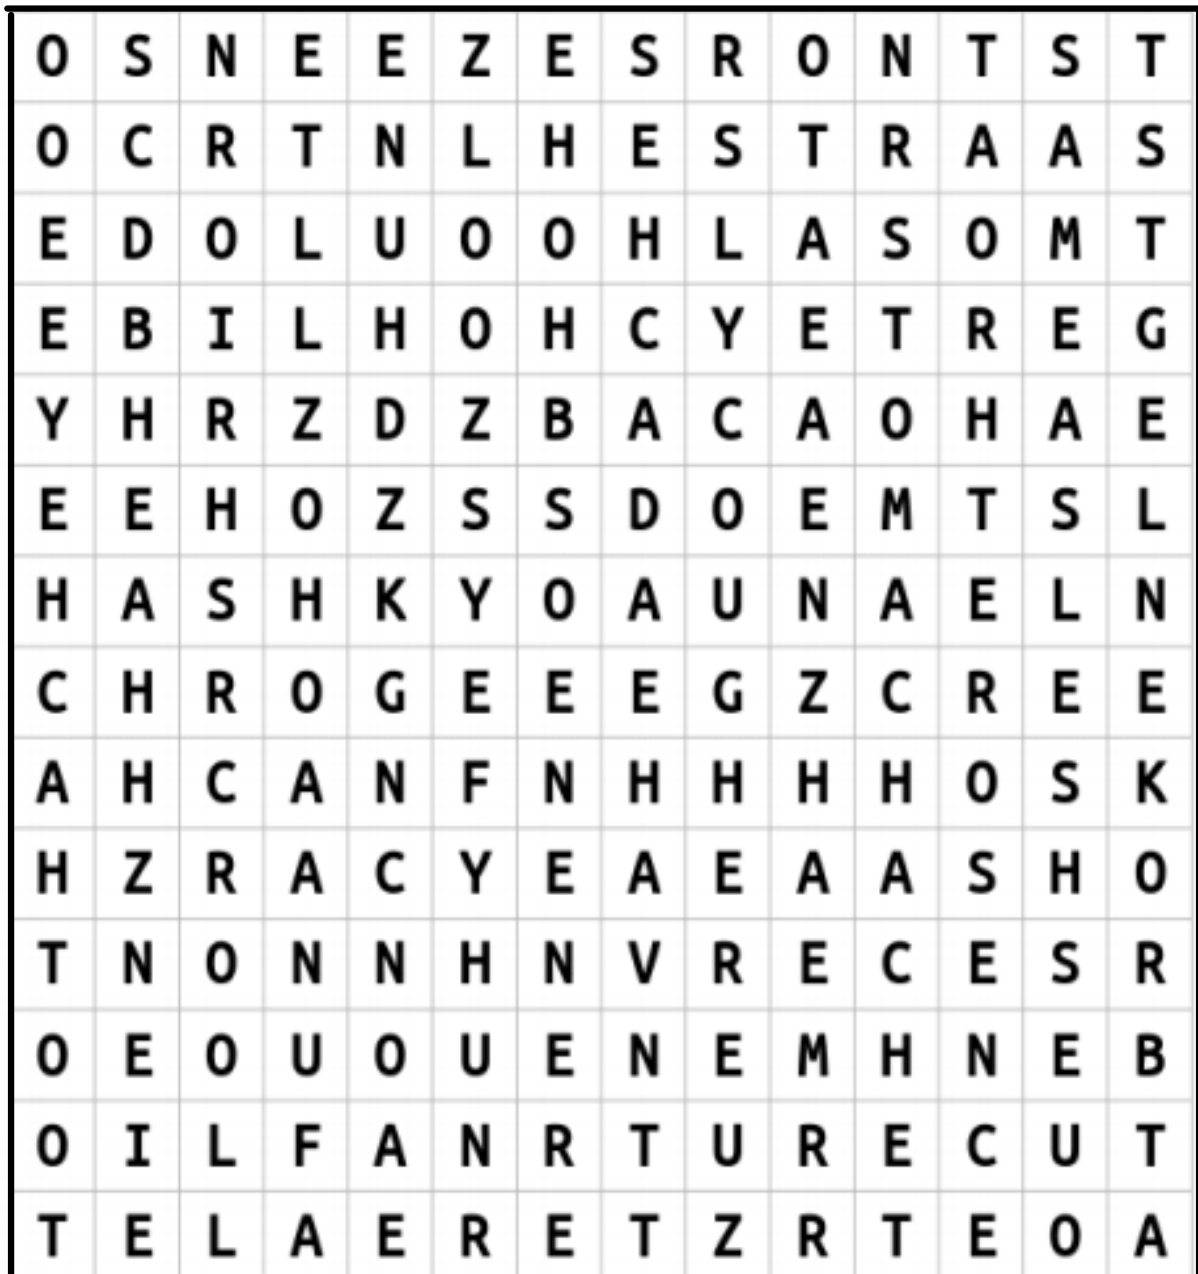 O S N E E Z E S R O N T S T
O C R T N L H E S T R A A S
E D O L U O O H L A S O M T
E B I L H O H C Y E T R E G
Y H R Z D Z B A C A O H A E
E E H O Z S S D O E M T S L
H A S H K Y O A U N A E L N
C H R O G E E E G Z C R E E
A H C A N F N H H H H O S K
H Z R A C Y E A E A A S H O
T N O N N H N V R E C E S R
O E O U O U E N E M H N E B
O I L F A N R T U R E C U T
T E L A E R E T Z R T E O A